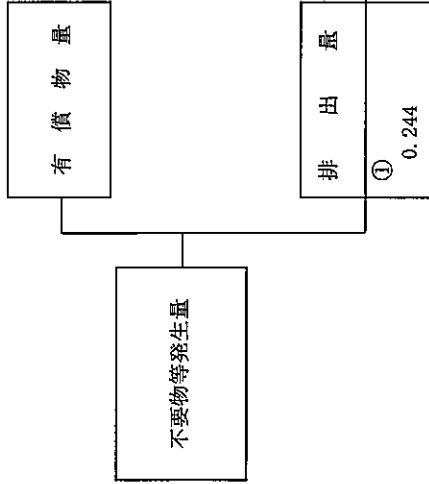 有償物量
不要物等発生量
排出量
①
0.244